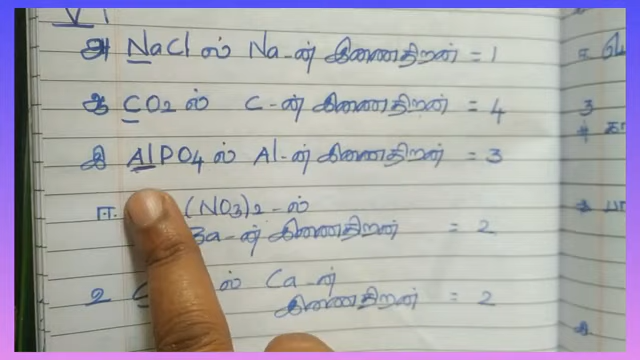 V
அ NaCl ல் Na-ன் இணைதிறன் = 1
ஆ CO2 ல் C-ன் இணைதிறன் = 4
இ AlPO4 ல் Al-ன் இணைதிறன் = 3
ஈ. (NO3)2-ல்
Ba-ன் இணைதிறன் = 2
உ ல் Ca-ன்
இணைதிறன் = 2
3